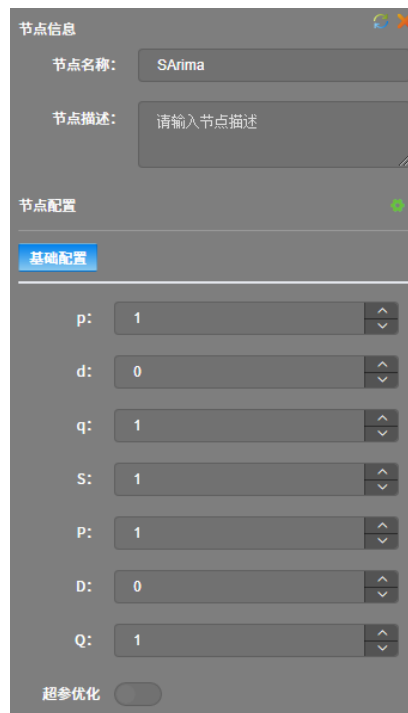 节点信息
节点名称： SArima
节点描述： 请输入节点描述
节点配置
基础配置
p： 1
d： 0
q： 1
S： 1
P： 1
D： 0
Q： 1
超参优化